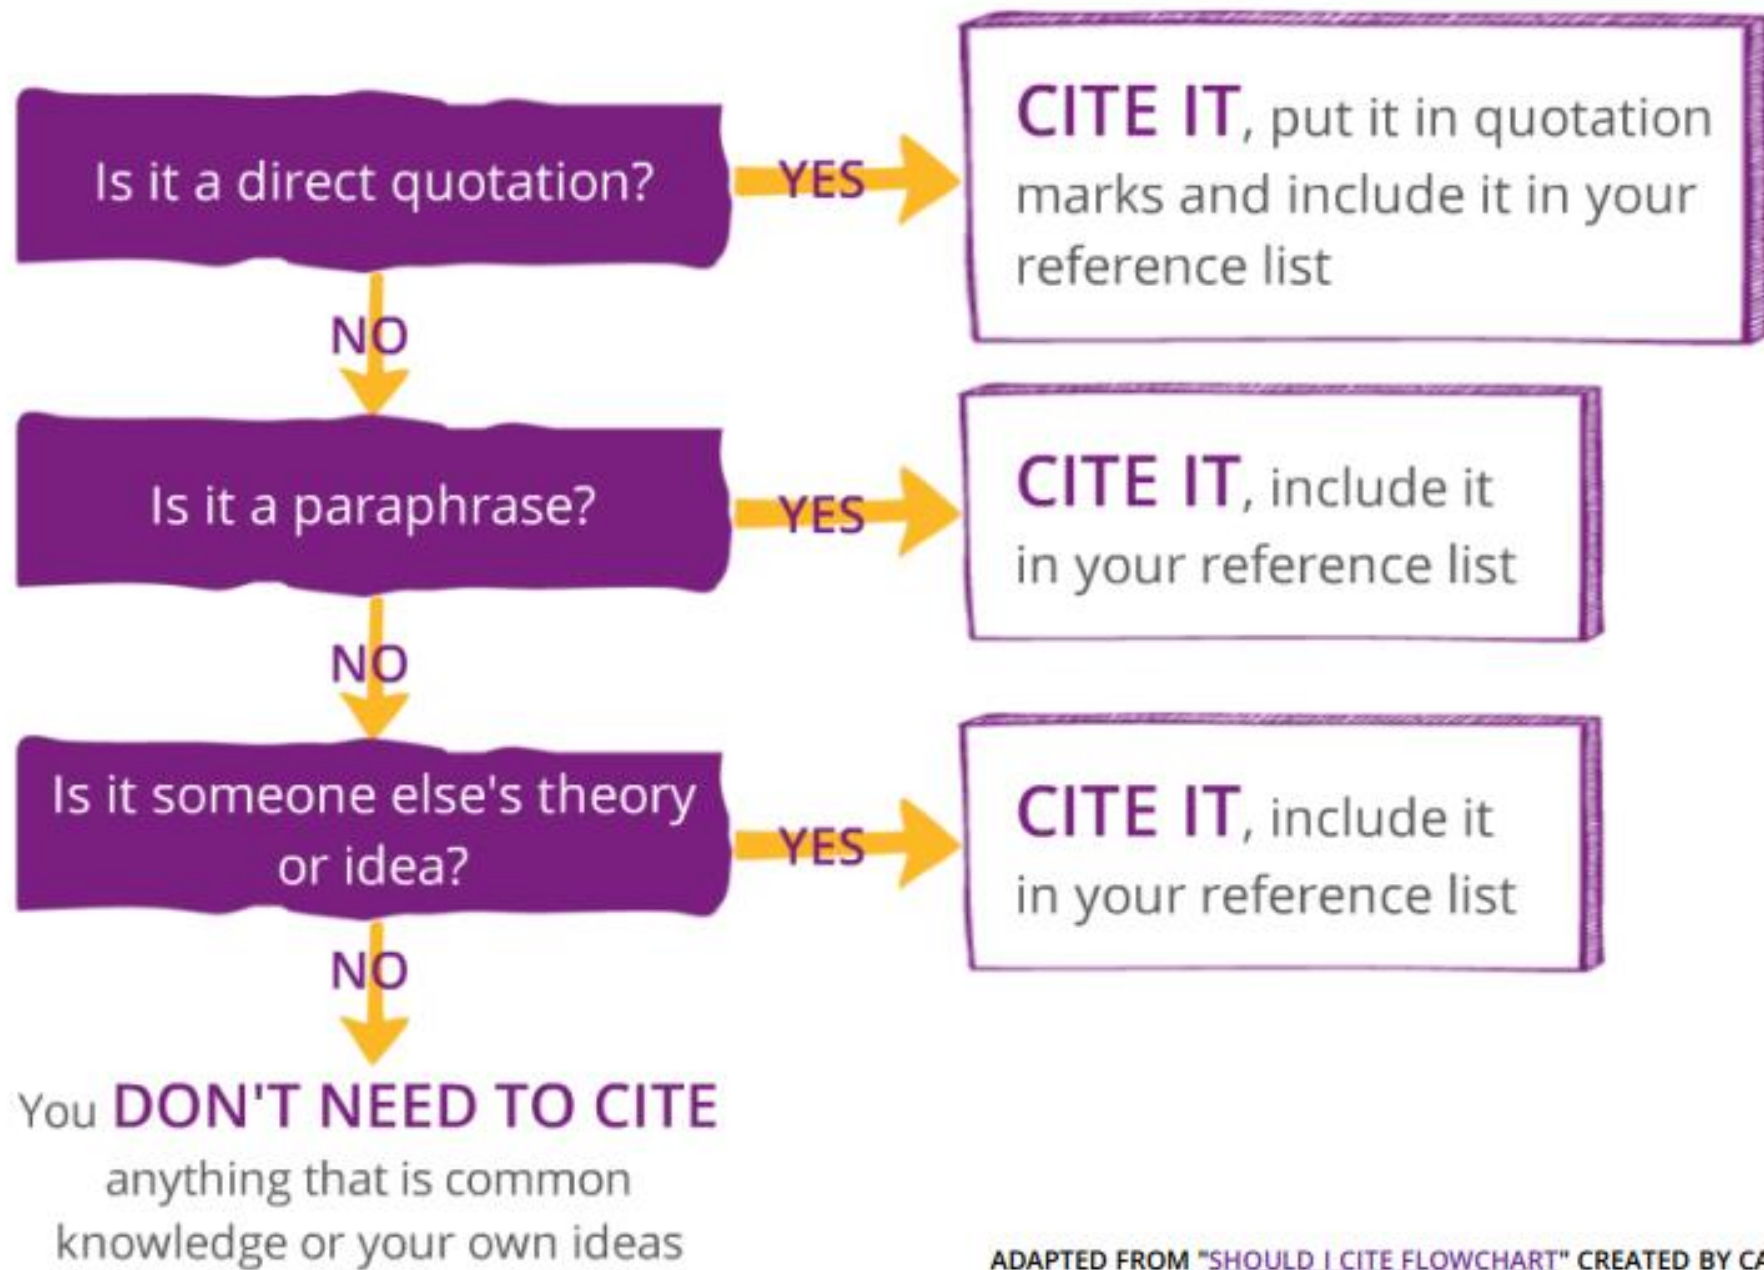 Is it a direct quotation?
YES
CITE IT, put it in quotation
marks and include it in your
reference list
NO
Is it a paraphrase?
YES
CITE IT, include it
in your reference list
NO
Is it someone else's theory
or idea?
YES
CITE IT, include it
in your reference list
NO
You DON'T NEED TO CITE
anything that is common
knowledge or your own ideas
ADAPTED FROM "SHOULD I CITE FLOWCHART" CREATED BY